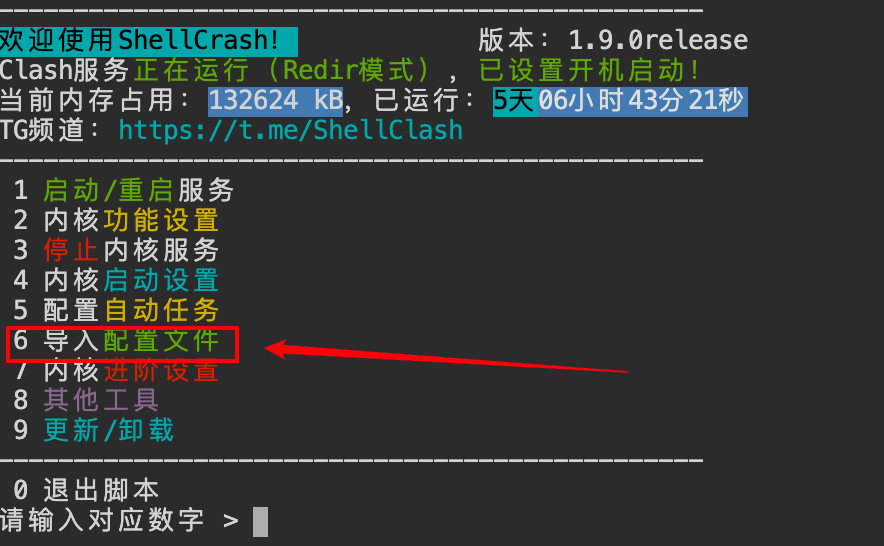 欢迎使用ShellCrash! 版本：1.9.0release
Clash服务正在运行（Redir模式），已设置开机启动！
当前内存占用：132624 kB，已运行：5天06小时43分21秒
TG频道：https://t.me/ShellClash
1 启动/重启服务
2 内核功能设置
3 停止内核服务
4 内核启动设置
5 配置自动任务
6 导入配置文件
7 内核进阶设置
8 其他工具
9 更新/卸载
0 退出脚本
请输入对应数字 >